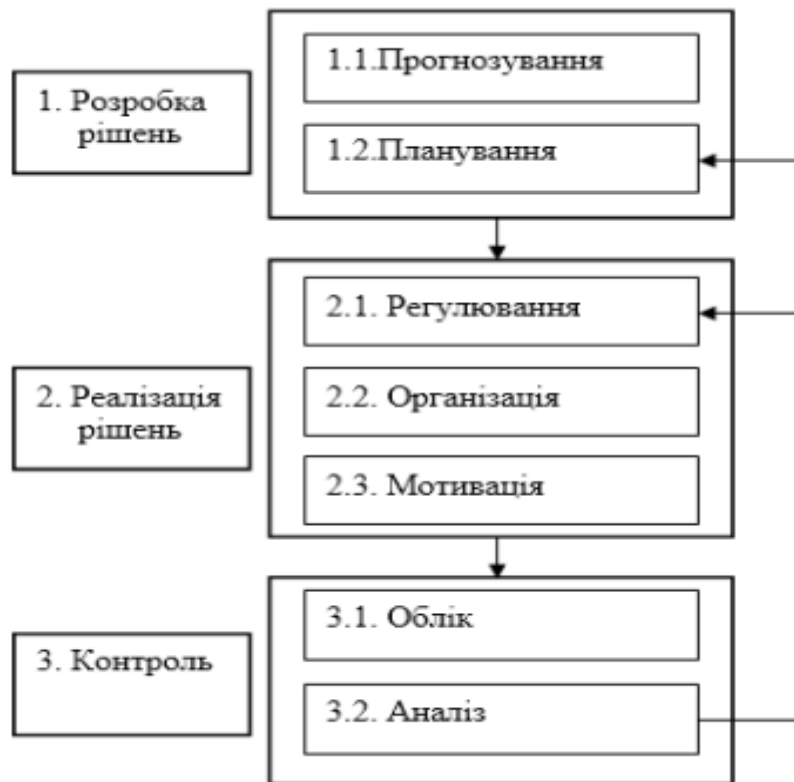 1.1.Прогнозування
1. Розробка
рішень
1.2.Планування
2.1. Регулювання
2. Реалізація
рішень
2.2. Організація
2.3. Мотивація
3.1. Облік
3. Контроль
3.2. Аналіз